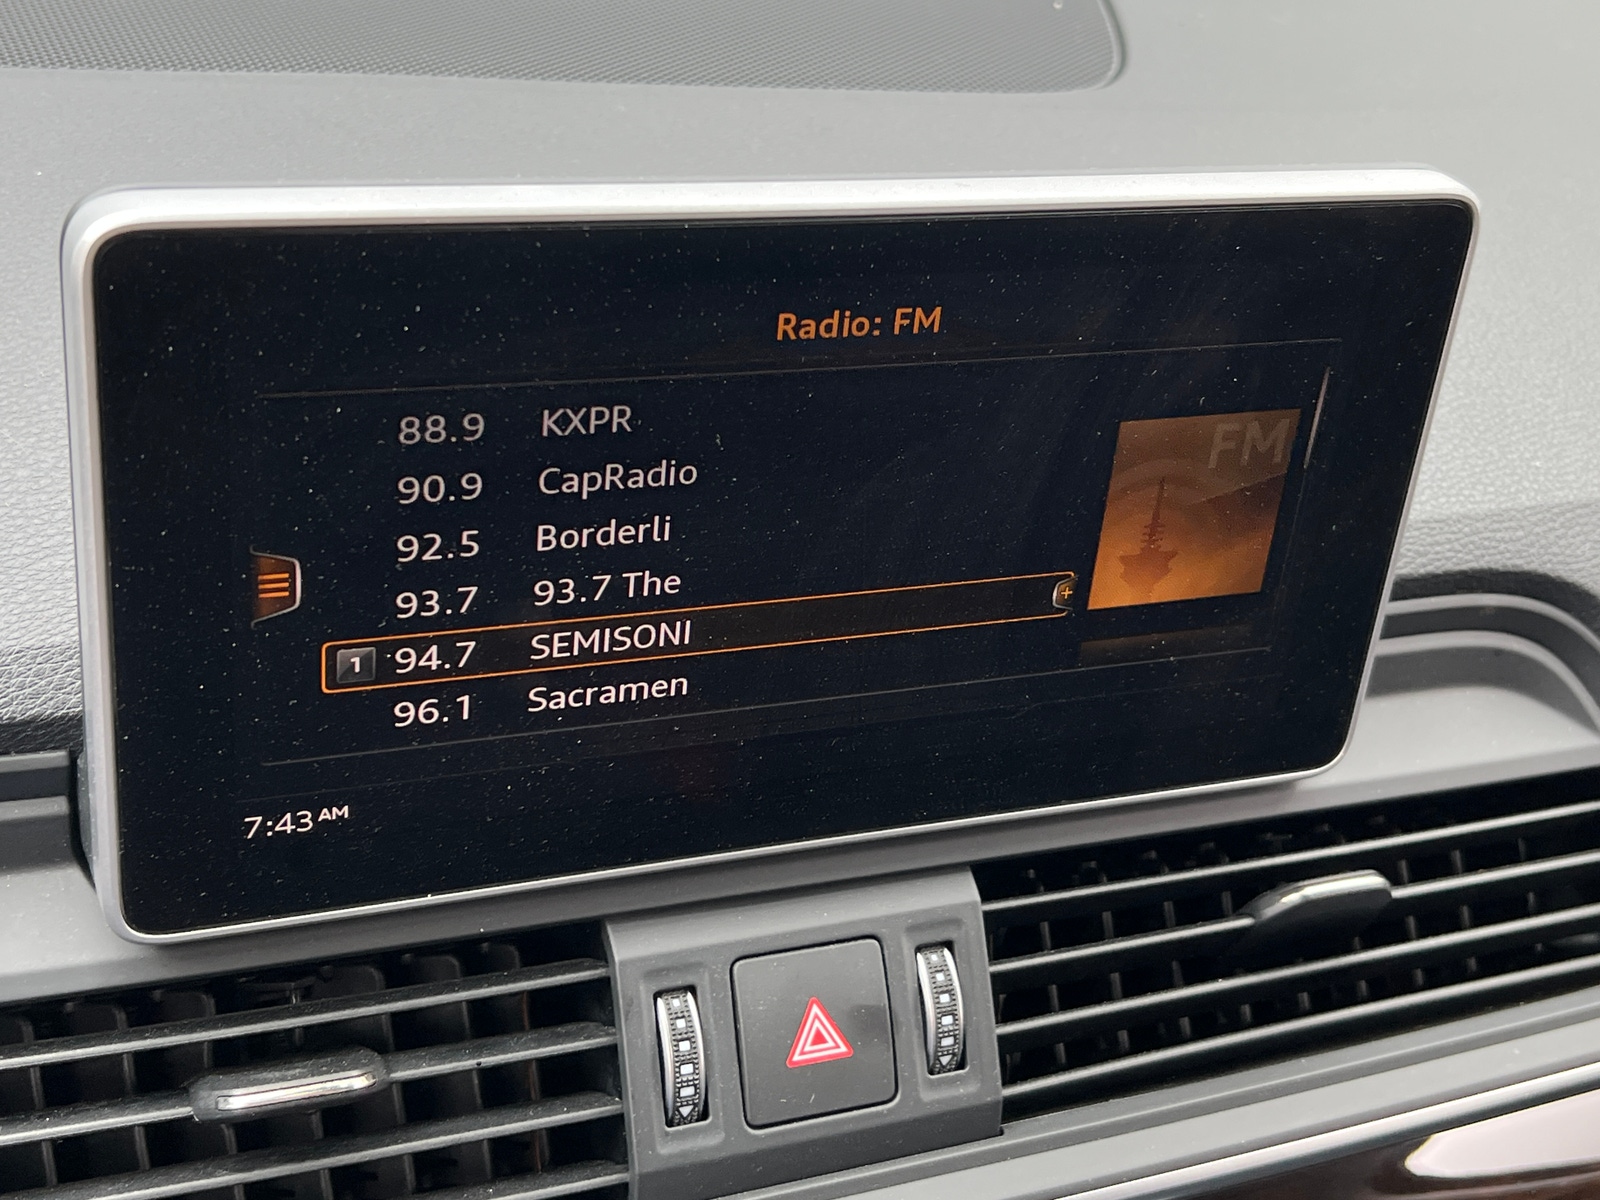 Radio: FM
88.9 KXPR
90.9 CapRadio
92.5 Borderli
93.7 93.7 The
1 94.7 SEMISONI
96.1 Sacramen
FM
7:43 AM